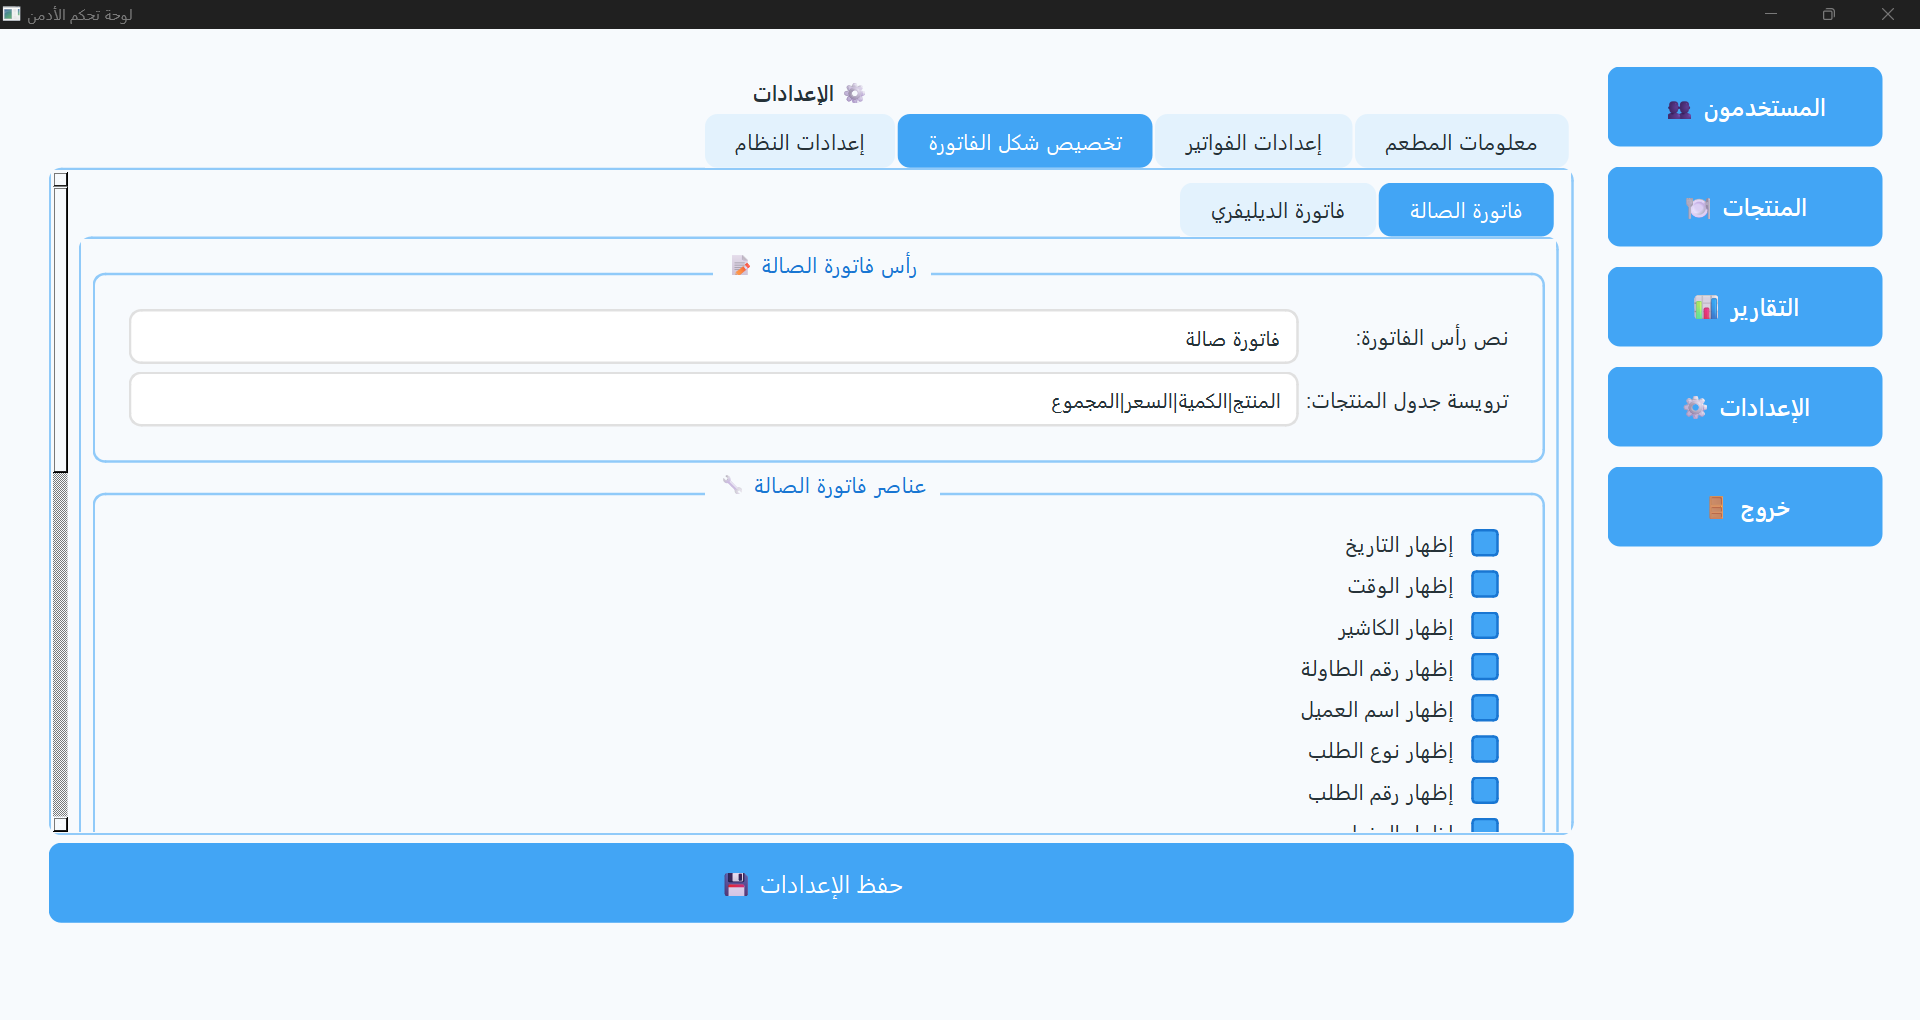 لوحة تحكم الأدمن
المستخدمون
المنتجات
التقارير
الإعدادات
خروج
الإعدادات
معلومات المطعم
إعدادات الفواتير
تخصيص شكل الفاتورة
إعدادات النظام
فاتورة الصالة
فاتورة الديليفري
رأس فاتورة الصالة
نص رأس الفاتورة:
فاتورة صالة
ترويسة جدول المنتجات:
المنتج|الكمية|السعر|المجموع
عناصر فاتورة الصالة
إظهار التاريخ
إظهار الوقت
إظهار الكاشير
إظهار رقم الطاولة
إظهار اسم العميل
إظهار نوع الطلب
إظهار رقم الطلب
حفظ الإعدادات